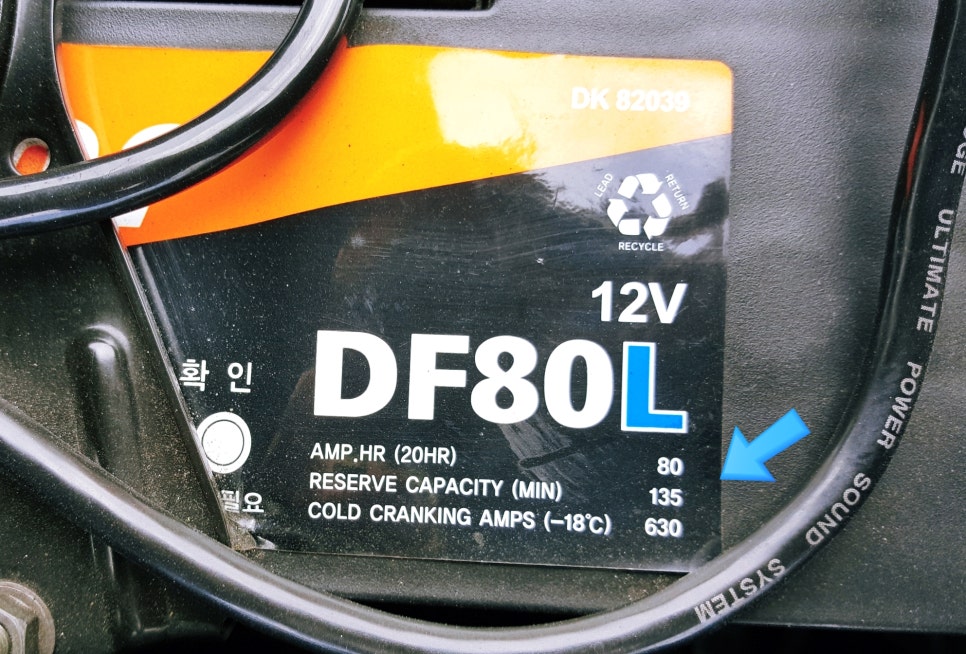 DK 82039
LEAD RETURN
RECYCLE
12V
DF80L
확 인
필요
AMP.HR (20HR) 80
RESERVE CAPACITY (MIN) 135
COLD CRANKING AMPS (–18℃) 630
ULTIMATE POWER SOUND SYSTEM